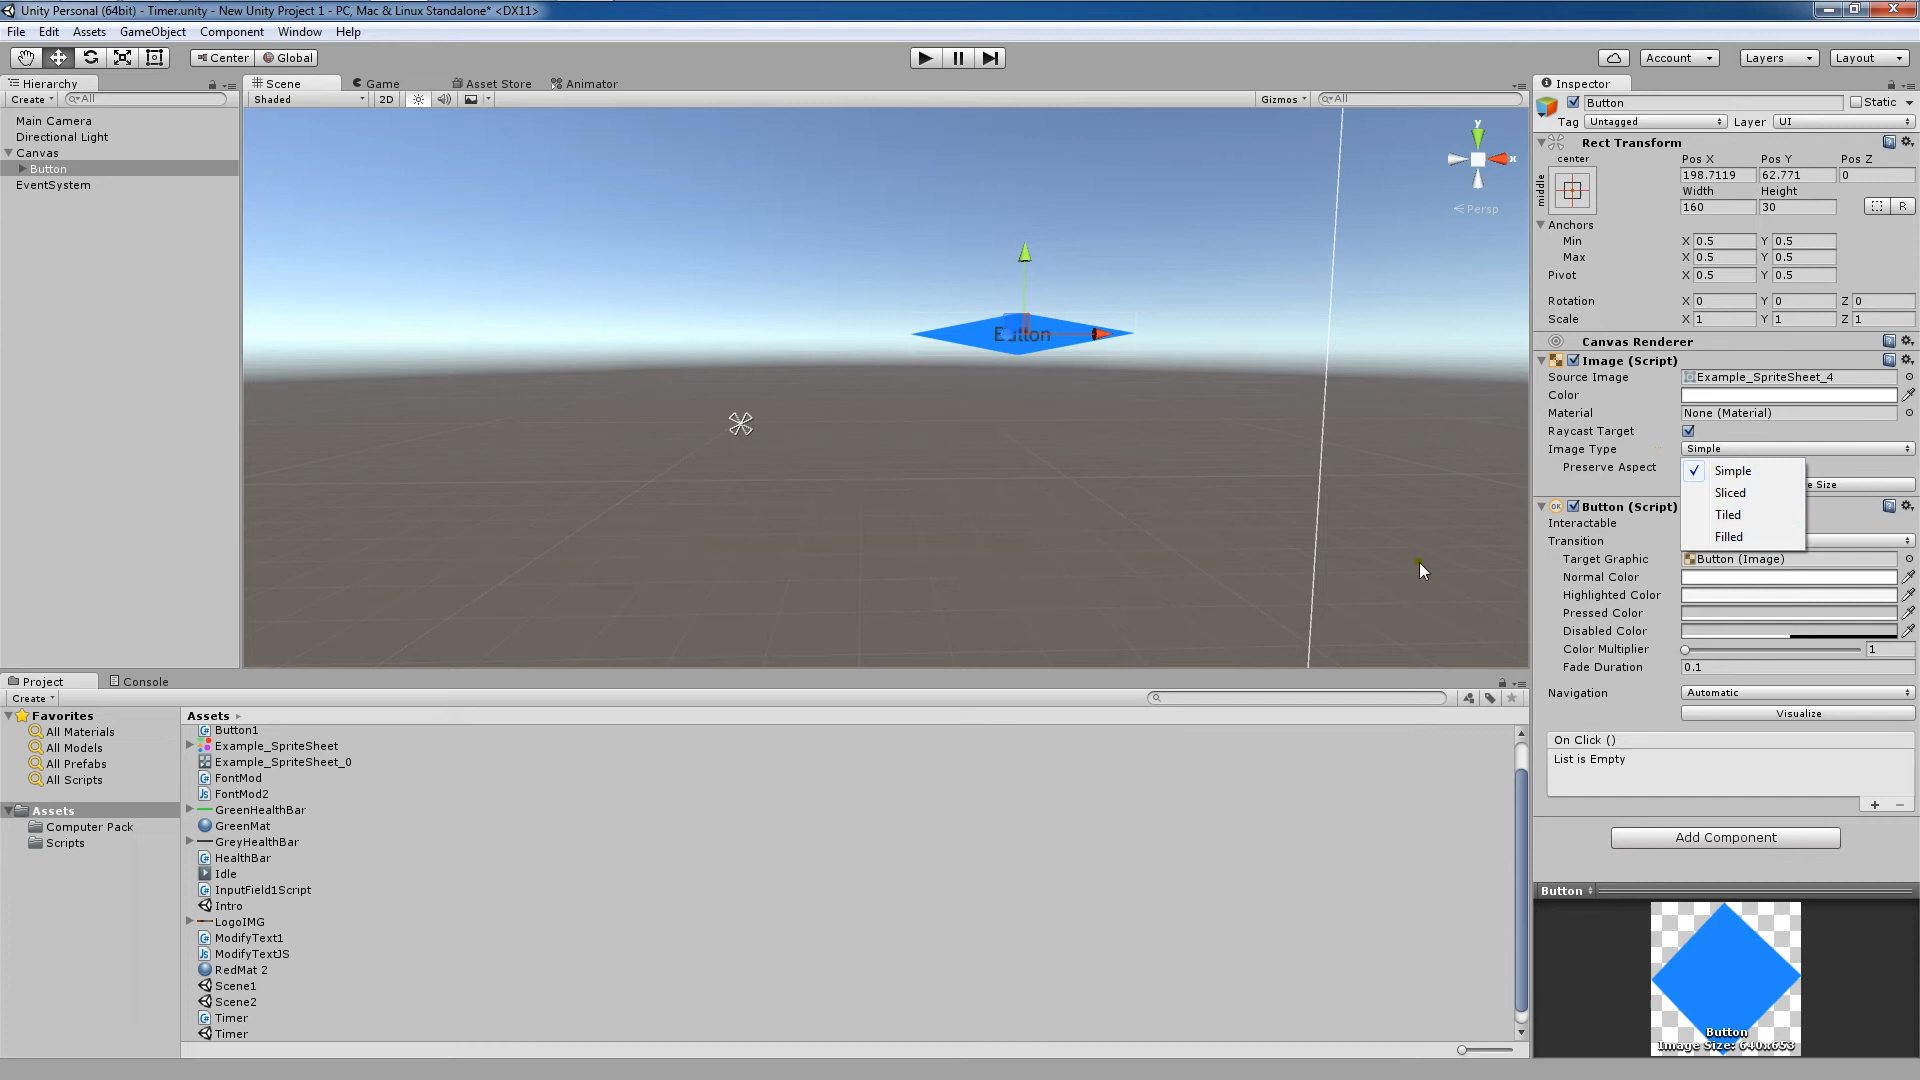 Unity Personal (64bit) - Timer.unity - New Unity Project 1 - PC, Mac & Linux Standalone* <DX11>
File Edit Assets GameObject Component Window Help
Center Global Account Layers Layout
Hierarchy
Create All
Main Camera
Directional Light
Canvas
Button
EventSystem
Scene Game Asset Store Animator
Shaded 2D Gizmos All
y
x
Persp
Button
Inspector
Button Static
Tag Untagged Layer UI
Rect Transform
center Pos X Pos Y Pos Z
middle 198.7119 62.771 0
Width Height
160 30 R
Anchors
Min X 0.5 Y 0.5
Max X 0.5 Y 0.5
Pivot X 0.5 Y 0.5
Rotation X 0 Y 0 Z 0
Scale X 1 Y 1 Z 1
Canvas Renderer
Image (Script)
Source Image Example_SpriteSheet_4
Color
Material None (Material)
Raycast Target
Image Type Simple
Preserve Aspect
Simple
Sliced
Tiled
Filled
e Size
OK Button (Script)
Interactable
Transition
Target Graphic Button (Image)
Normal Color
Highlighted Color
Pressed Color
Disabled Color
Color Multiplier 1
Fade Duration 0.1
Navigation Automatic
Visualize
On Click ()
List is Empty
Add Component
Button
Button
Image Size: 640x653
Project Console
Create
Favorites
All Materials
All Models
All Prefabs
All Scripts
Assets
Computer Pack
Scripts
Assets
Button1
Example_SpriteSheet
Example_SpriteSheet_0
FontMod
FontMod2
GreenHealthBar
GreenMat
GreyHealthBar
HealthBar
Idle
InputField1Script
Intro
LogoIMG
ModifyText1
ModifyTextJS
RedMat 2
Scene1
Scene2
Timer
Timer